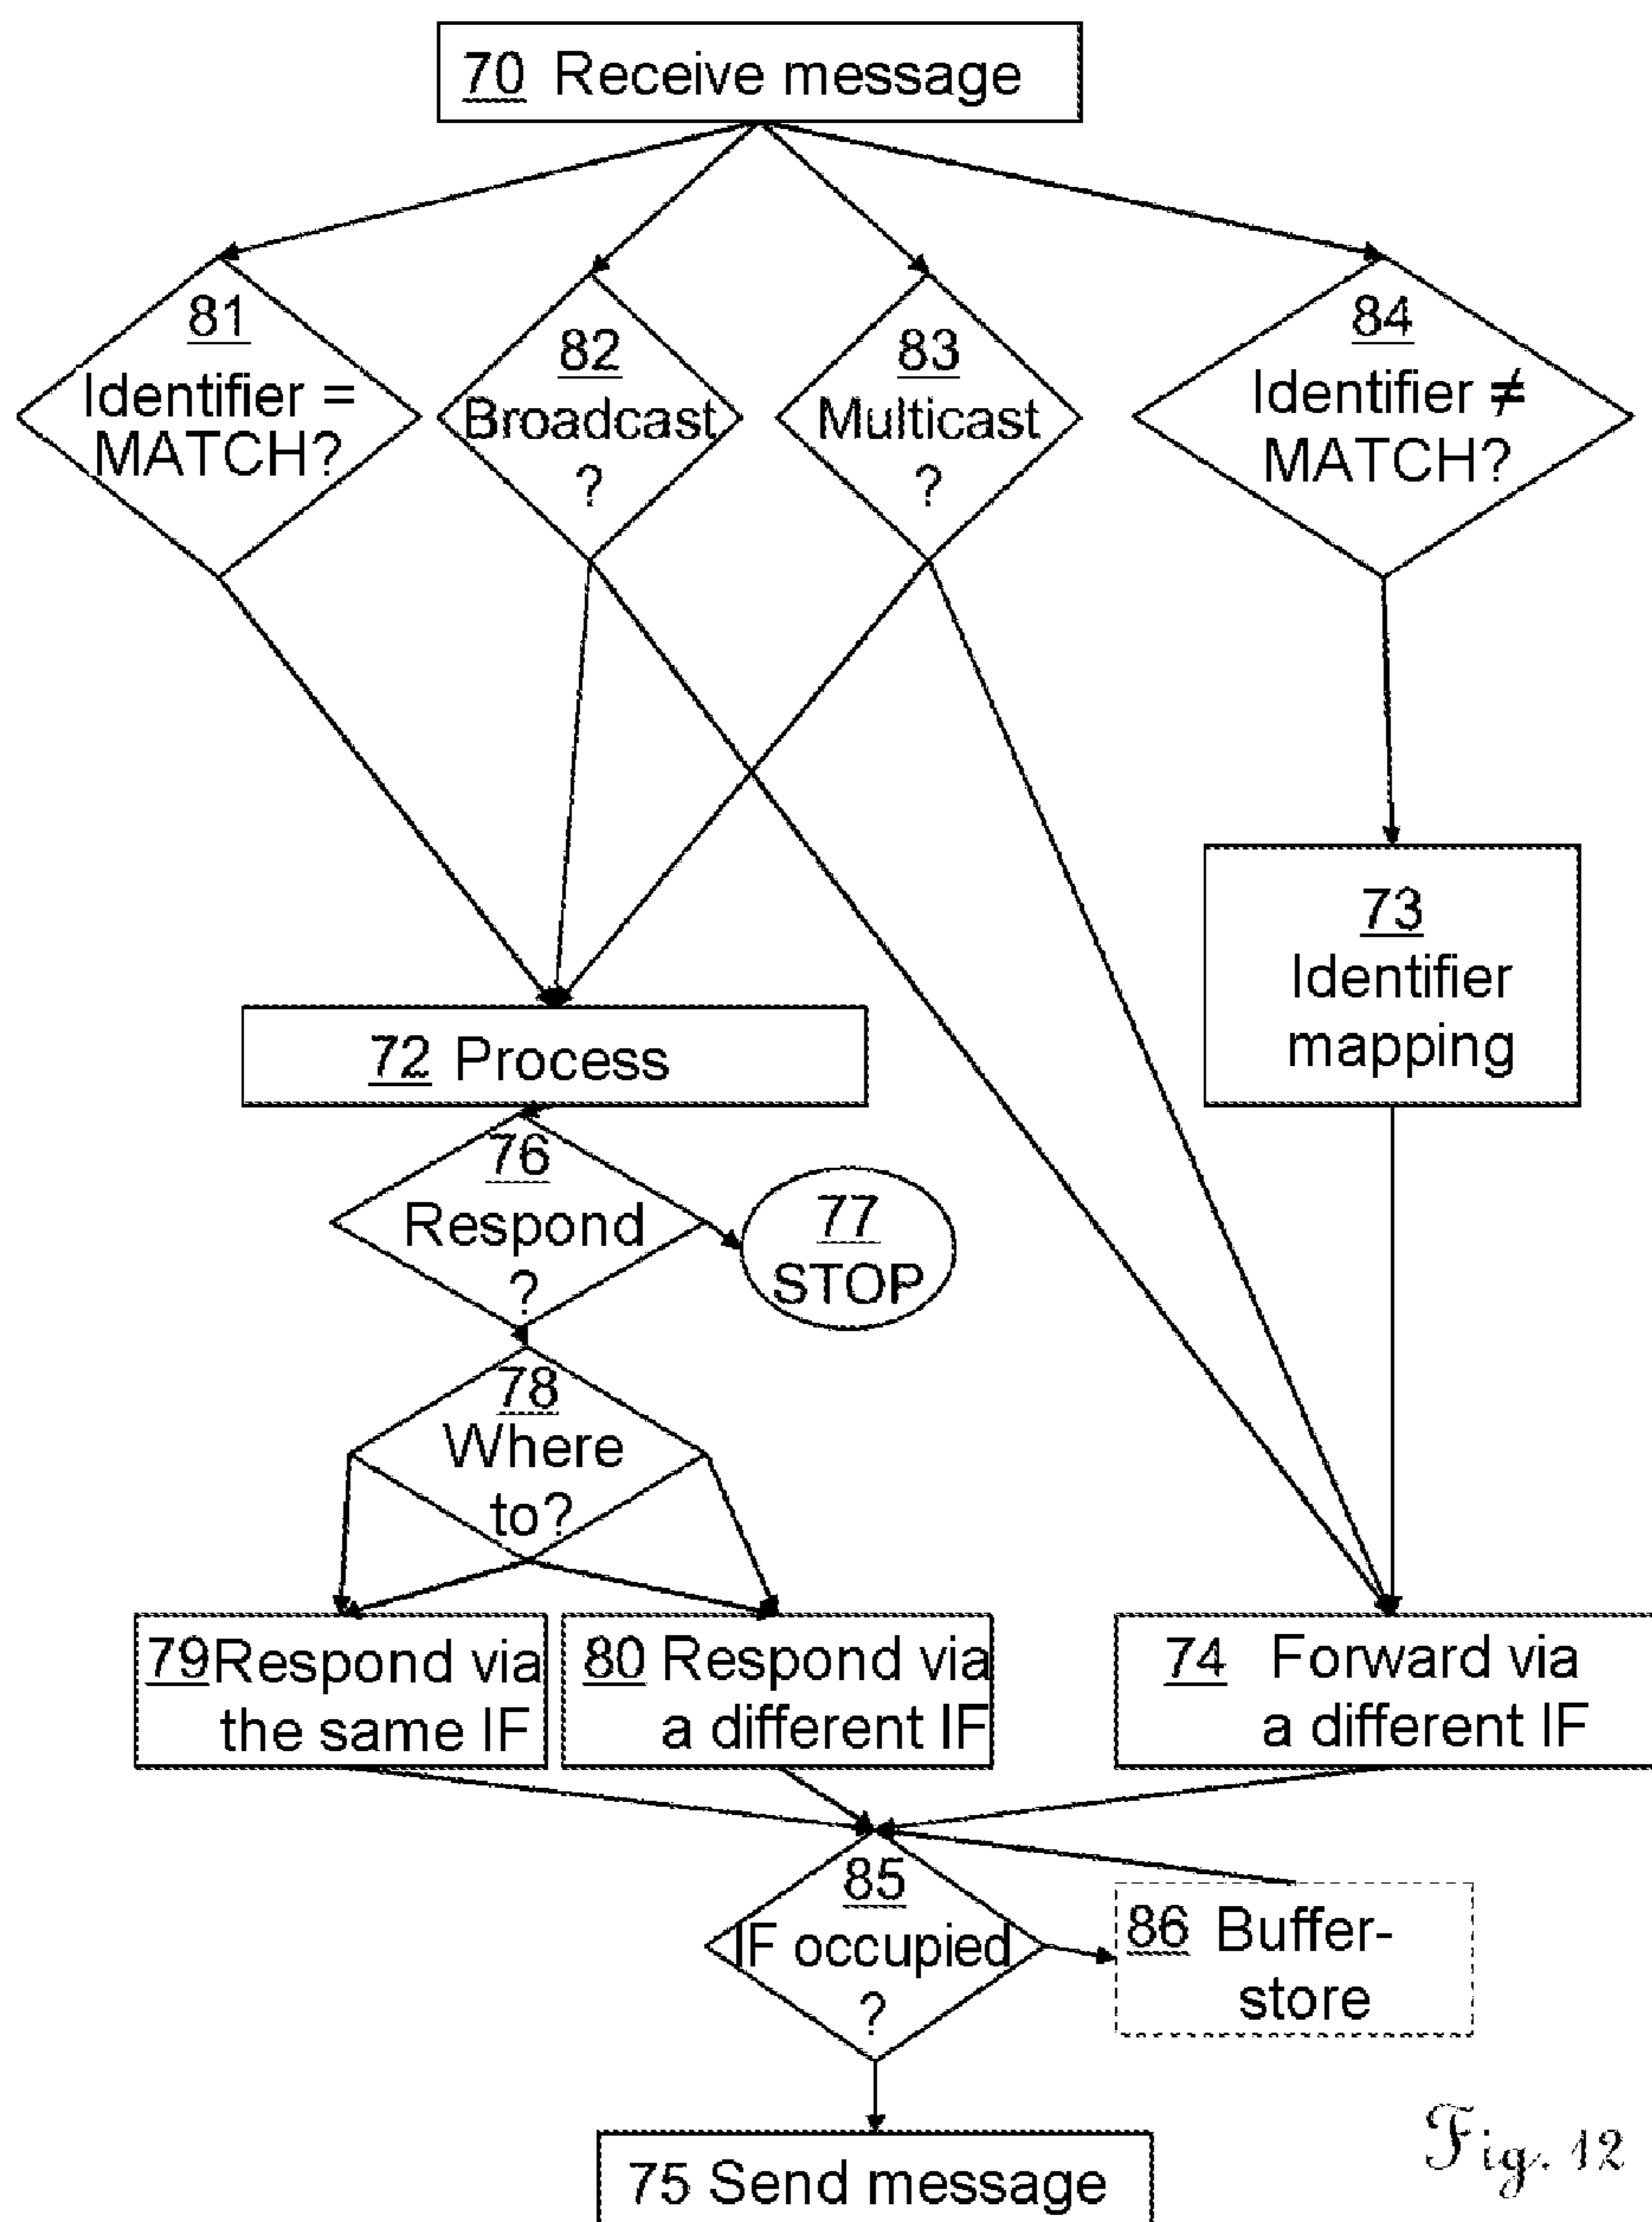 70 Receive message
81
Identifier =
MATCH?
82
Broadcast
?
83
Multicast
?
84
Identifier ≠
MATCH?
73
Identifier
mapping
72 Process
76
Respond
?
77
STOP
78
Where
to?
79 Respond via
the same IF
80 Respond via
a different IF
74 Forward via
a different IF
85
IF occupied
?
86 Buffer-
store
75 Send message
Fig. 12